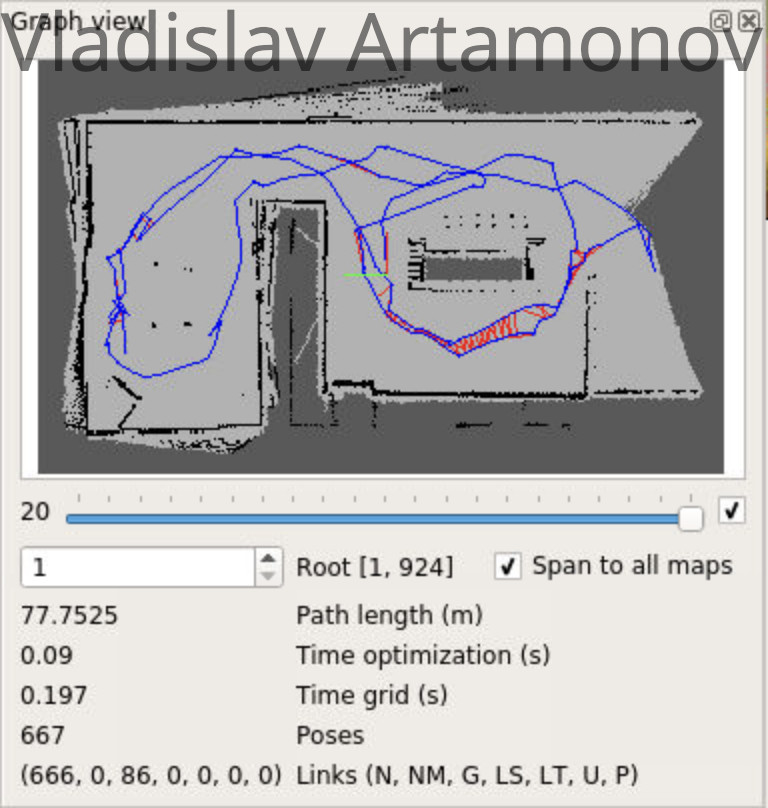 Graph view
Vladislav Artamonov
20
1 Root [1, 924] Span to all maps
77.7525 Path length (m)
0.09 Time optimization (s)
0.197 Time grid (s)
667 Poses
(666, 0, 86, 0, 0, 0, 0) Links (N, NM, G, LS, LT, U, P)